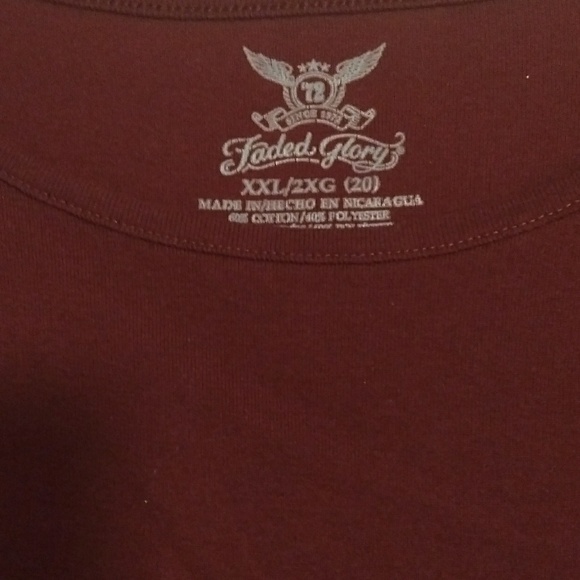 '72
SINCE 1972
Faded Glory
XXL/2XG (20)
MADE IN/HECHO EN NICARAGUA
60% COTTON/40% POLYESTER